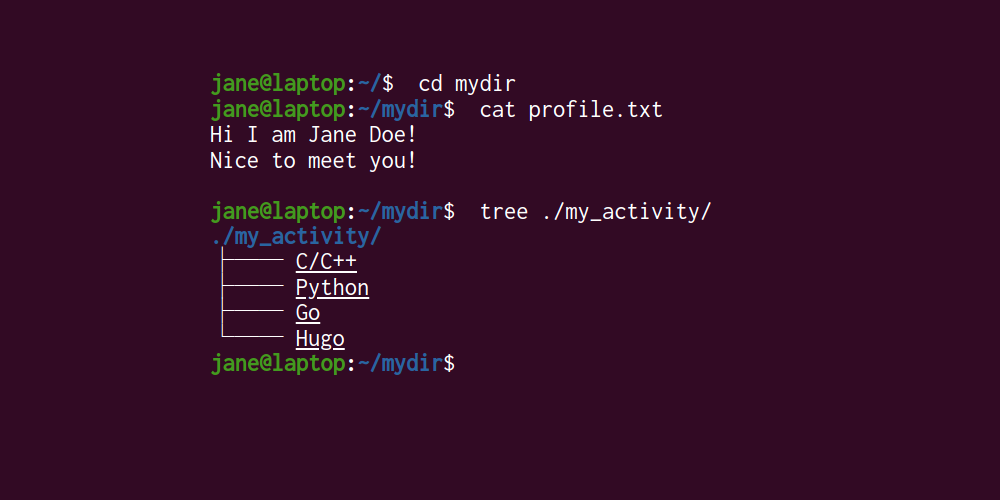 jane@laptop:~/$ cd mydir
jane@laptop:~/mydir$ cat profile.txt
Hi I am Jane Doe!
Nice to meet you!
jane@laptop:~/mydir$ tree ./my_activity/
./my_activity/
C/C++
Python
Go
Hugo
jane@laptop:~/mydir$